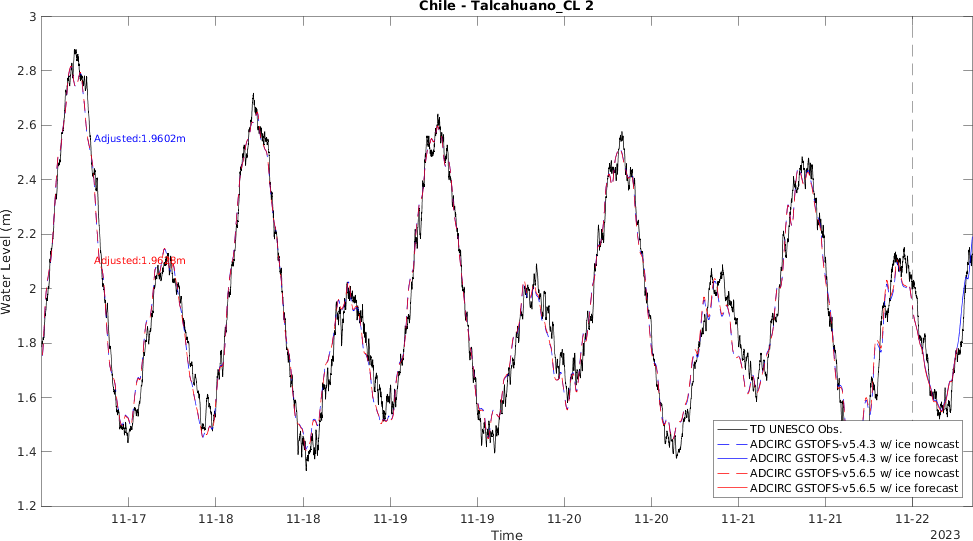 Chile - Talcahuano_CL 2
Water Level (m)
3
2.8
2.6
2.4
2.2
2
1.8
1.6
1.4
1.2
Adjusted:1.9602m
TD UNESCO Obs.
ADCIRC GSTOFS-v5.4.3 w/ ice nowcast
ADCIRC GSTOFS-v5.4.3 w/ ice forecast
ADCIRC GSTOFS-v5.6.5 w/ ice nowcast
ADCIRC GSTOFS-v5.6.5 w/ ice forecast
11-17
11-18
11-18
11-19
11-19
11-20
11-20
11-21
11-21
11-22
Time
2023